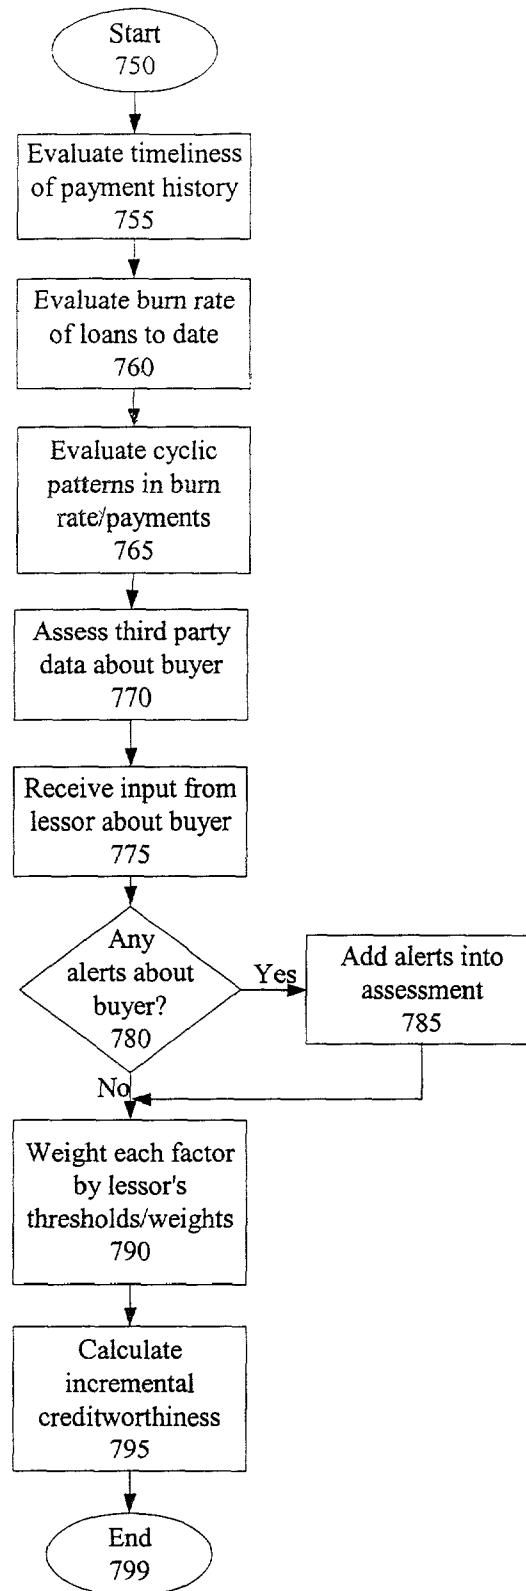 Start
750
Evaluate timeliness
of payment history
755
Evaluate burn rate
of loans to date
760
Evaluate cyclic
patterns in burn
rate/payments
765
Assess third party
data about buyer
770
Receive input from
lessor about buyer
775
Any
alerts about
buyer?
780
Yes
Add alerts into
assessment
785
No
Weight each factor
by lessor's
thresholds/weights
790
Calculate
incremental
creditworthiness
795
End
799